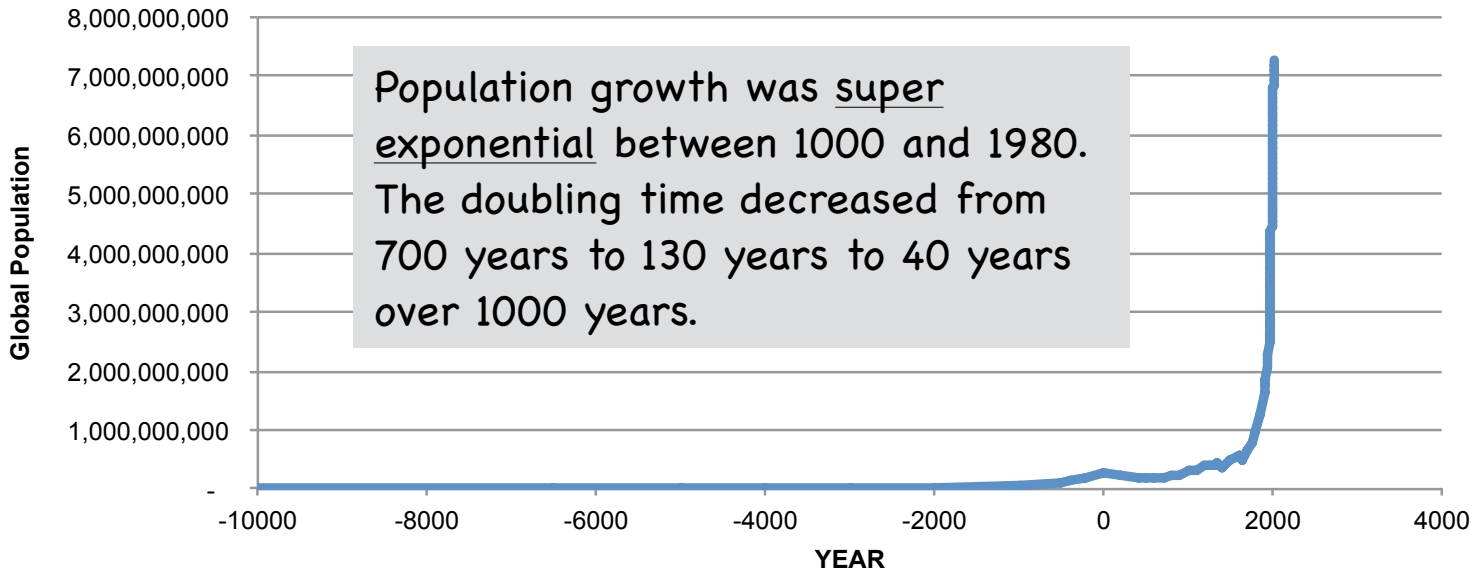 8,000,000,000
7,000,000,000
6,000,000,000
5,000,000,000
4,000,000,000
3,000,000,000
2,000,000,000
1,000,000,000
-
Global Population
Population growth was super
exponential between 1000 and 1980.
The doubling time decreased from
700 years to 130 years to 40 years
over 1000 years.
-10000 -8000 -6000 -4000 -2000 0 2000 4000
YEAR